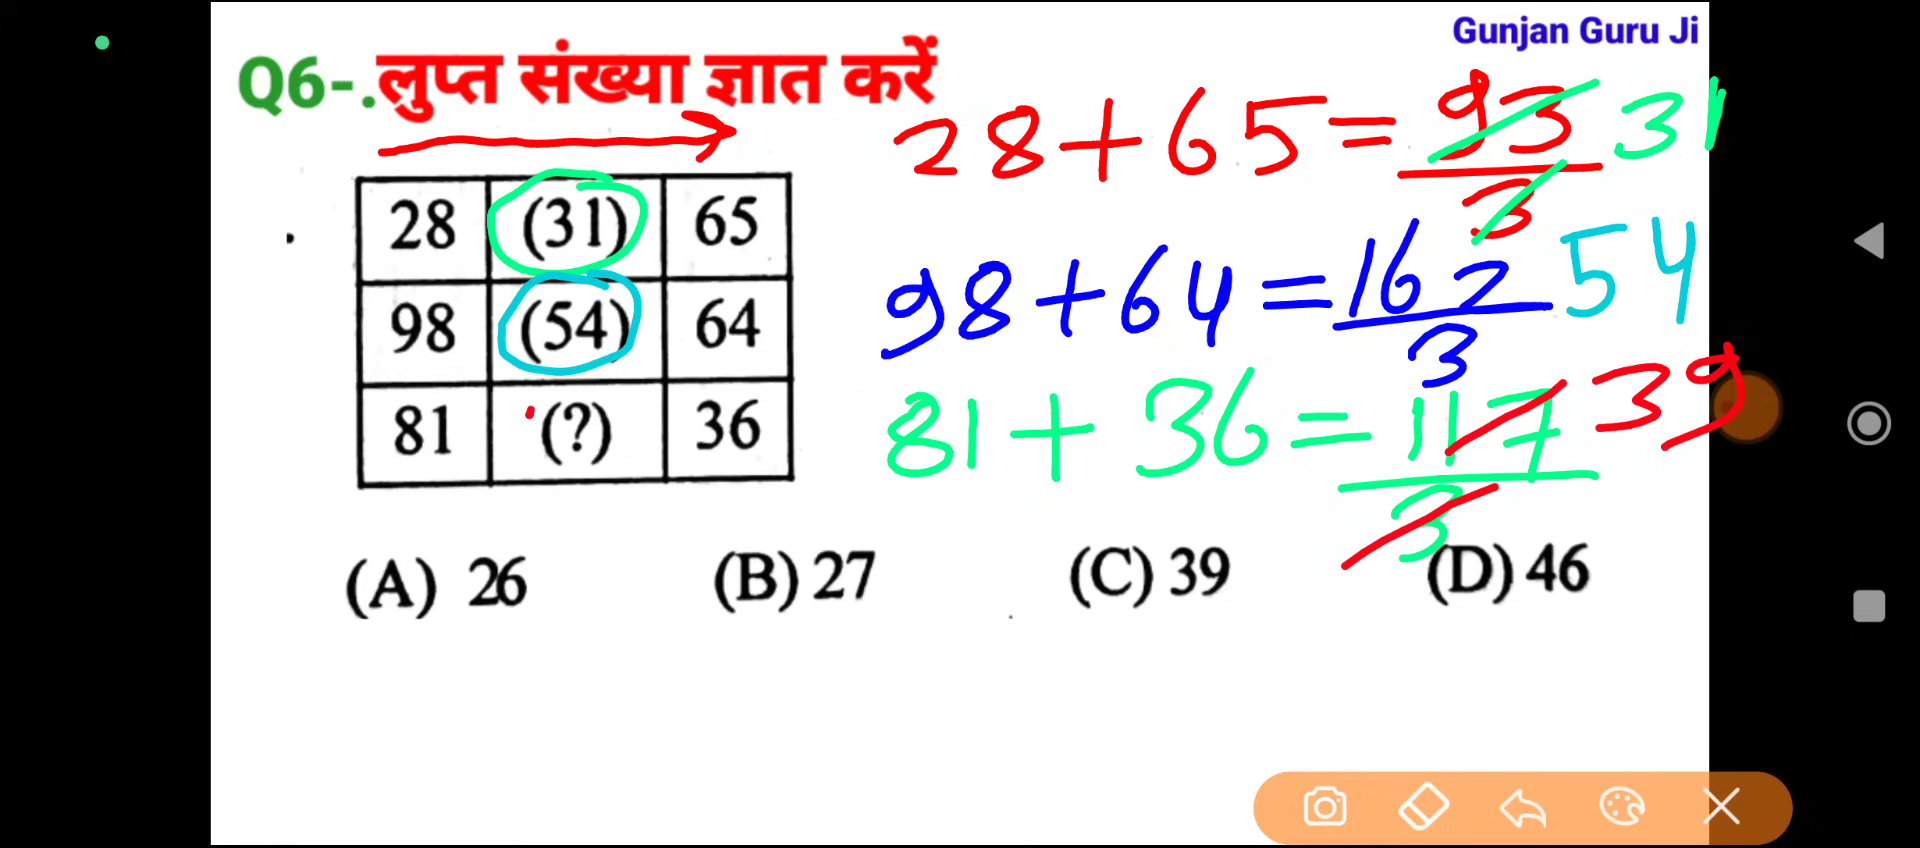 Gunjan Guru Ji
Q6-.लुप्त संख्या ज्ञात करें
28 (31) 65
98 (54) 64
81 (?) 36
28+65=93/3 31
98+64=162/3 54
81+36=117/3 39
(A) 26 (B) 27 (C) 39 (D) 46